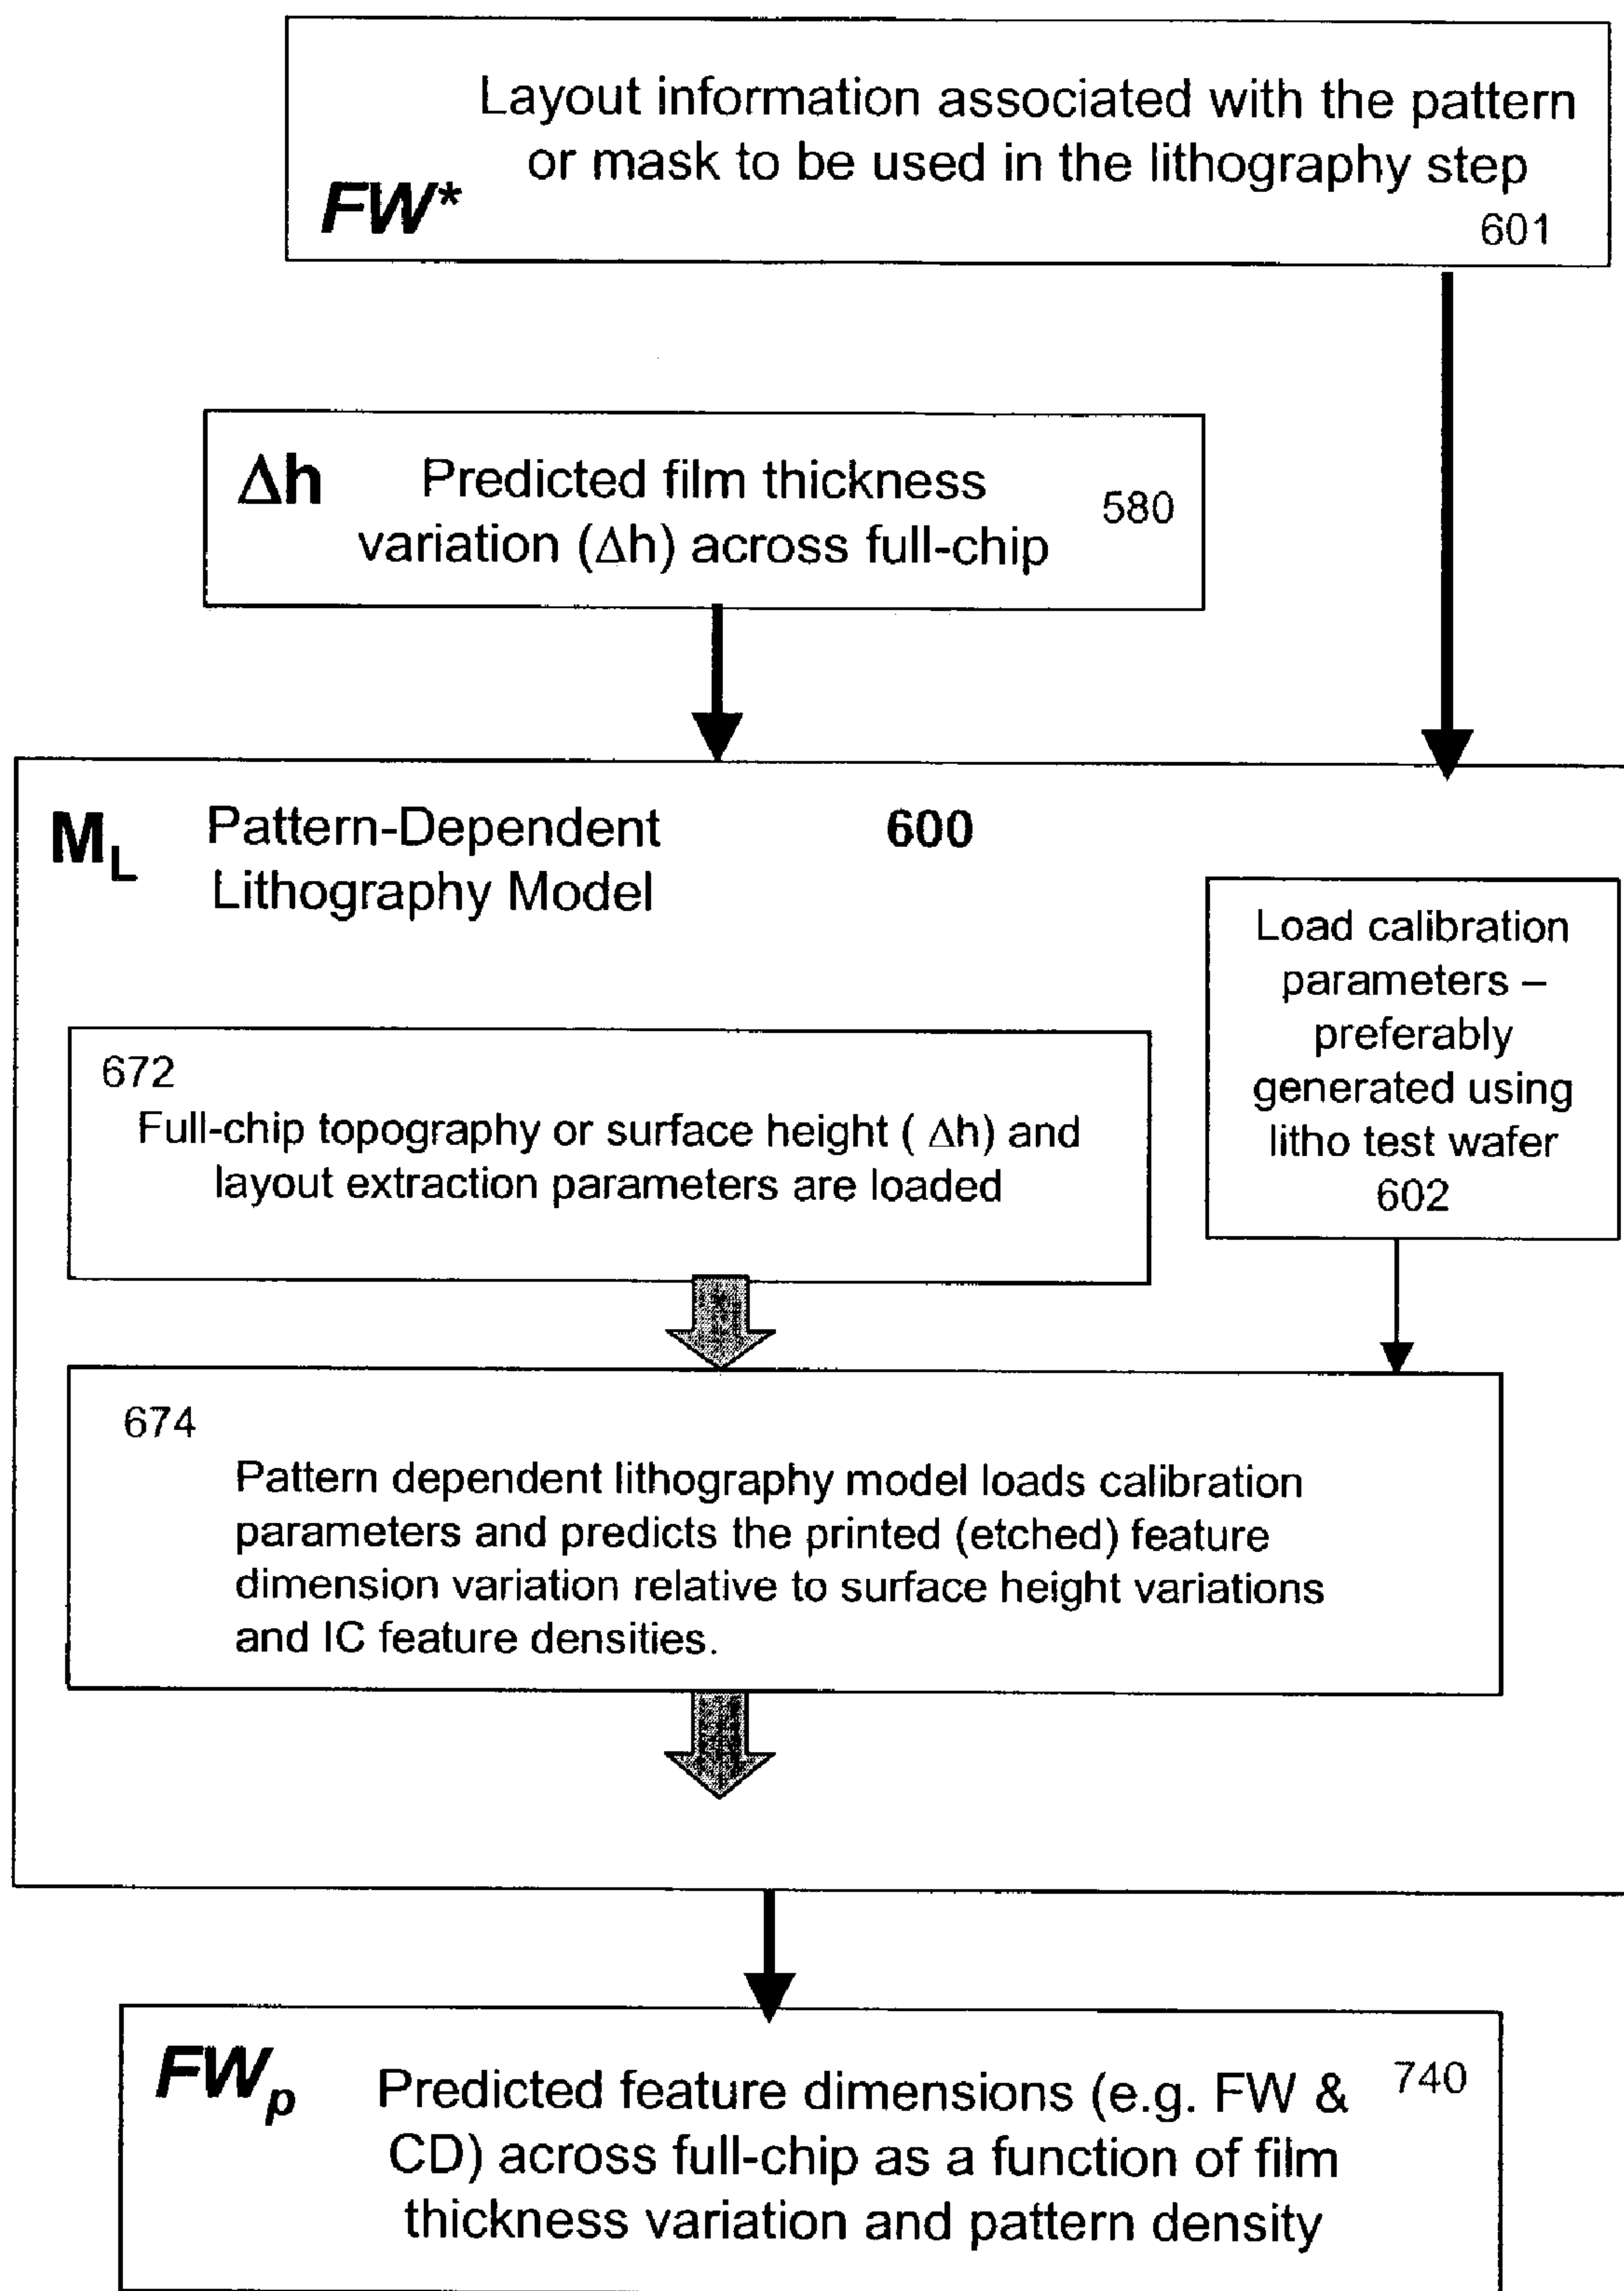 Layout information associated with the pattern
or mask to be used in the lithography step
FW*
601
Δh Predicted film thickness
variation (Δh) across full-chip
580
M_L Pattern-Dependent 600
Lithography Model
Load calibration
parameters –
preferably
generated using
litho test wafer
602
672
Full-chip topography or surface height ( Δh) and
layout extraction parameters are loaded
674
Pattern dependent lithography model loads calibration
parameters and predicts the printed (etched) feature
dimension variation relative to surface height variations
and IC feature densities.
FW_p Predicted feature dimensions (e.g. FW & 740
CD) across full-chip as a function of film
thickness variation and pattern density